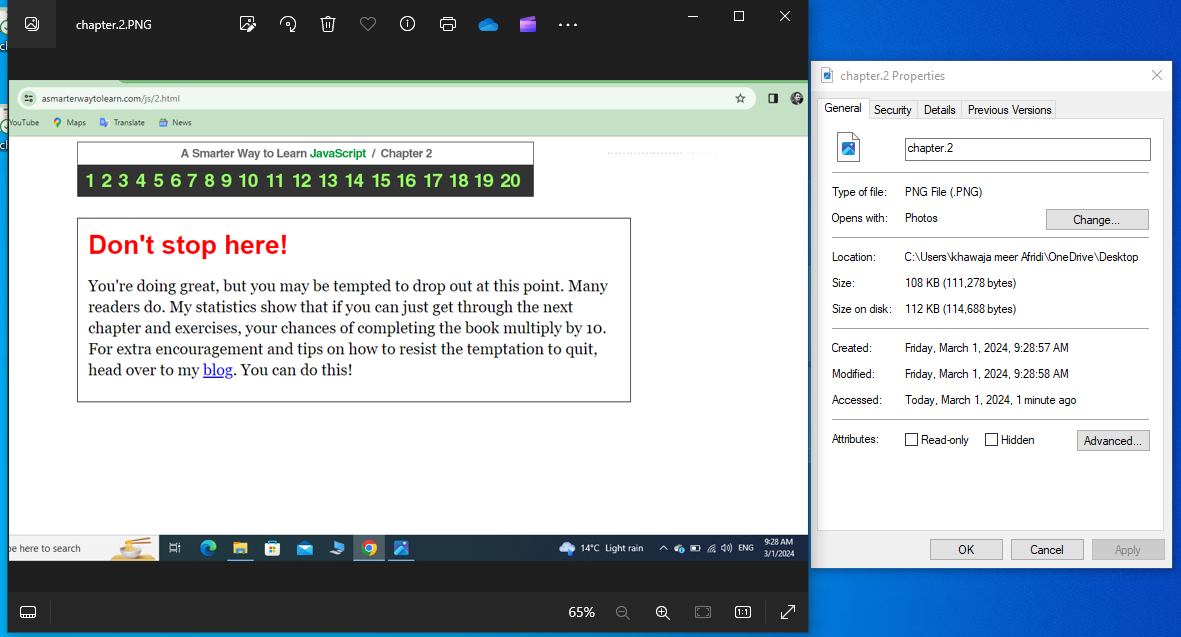 chapter.2.PNG
asmarterwaytolearn.com/js/2.html
YouTube Maps Translate News
A Smarter Way to Learn JavaScript / Chapter 2
1 2 3 4 5 6 7 8 9 10 11 12 13 14 15 16 17 18 19 20
Don't stop here!
You're doing great, but you may be tempted to drop out at this point. Many
readers do. My statistics show that if you can just get through the next
chapter and exercises, your chances of completing the book multiply by 10.
For extra encouragement and tips on how to resist the temptation to quit,
head over to my blog. You can do this!
be here to search
14°C Light rain
ENG
9:28 AM
3/1/2024
65%
1:1
chapter.2 Properties
General Security Details Previous Versions
chapter.2
Type of file: PNG File (.PNG)
Opens with: Photos Change...
Location: C:\Users\khawaja meer Afridi\OneDrive\Desktop
Size: 108 KB (111,278 bytes)
Size on disk: 112 KB (114,688 bytes)
Created: Friday, March 1, 2024, 9:28:57 AM
Modified: Friday, March 1, 2024, 9:28:58 AM
Accessed: Today, March 1, 2024, 1 minute ago
Attributes: Read-only Hidden Advanced...
OK Cancel Apply